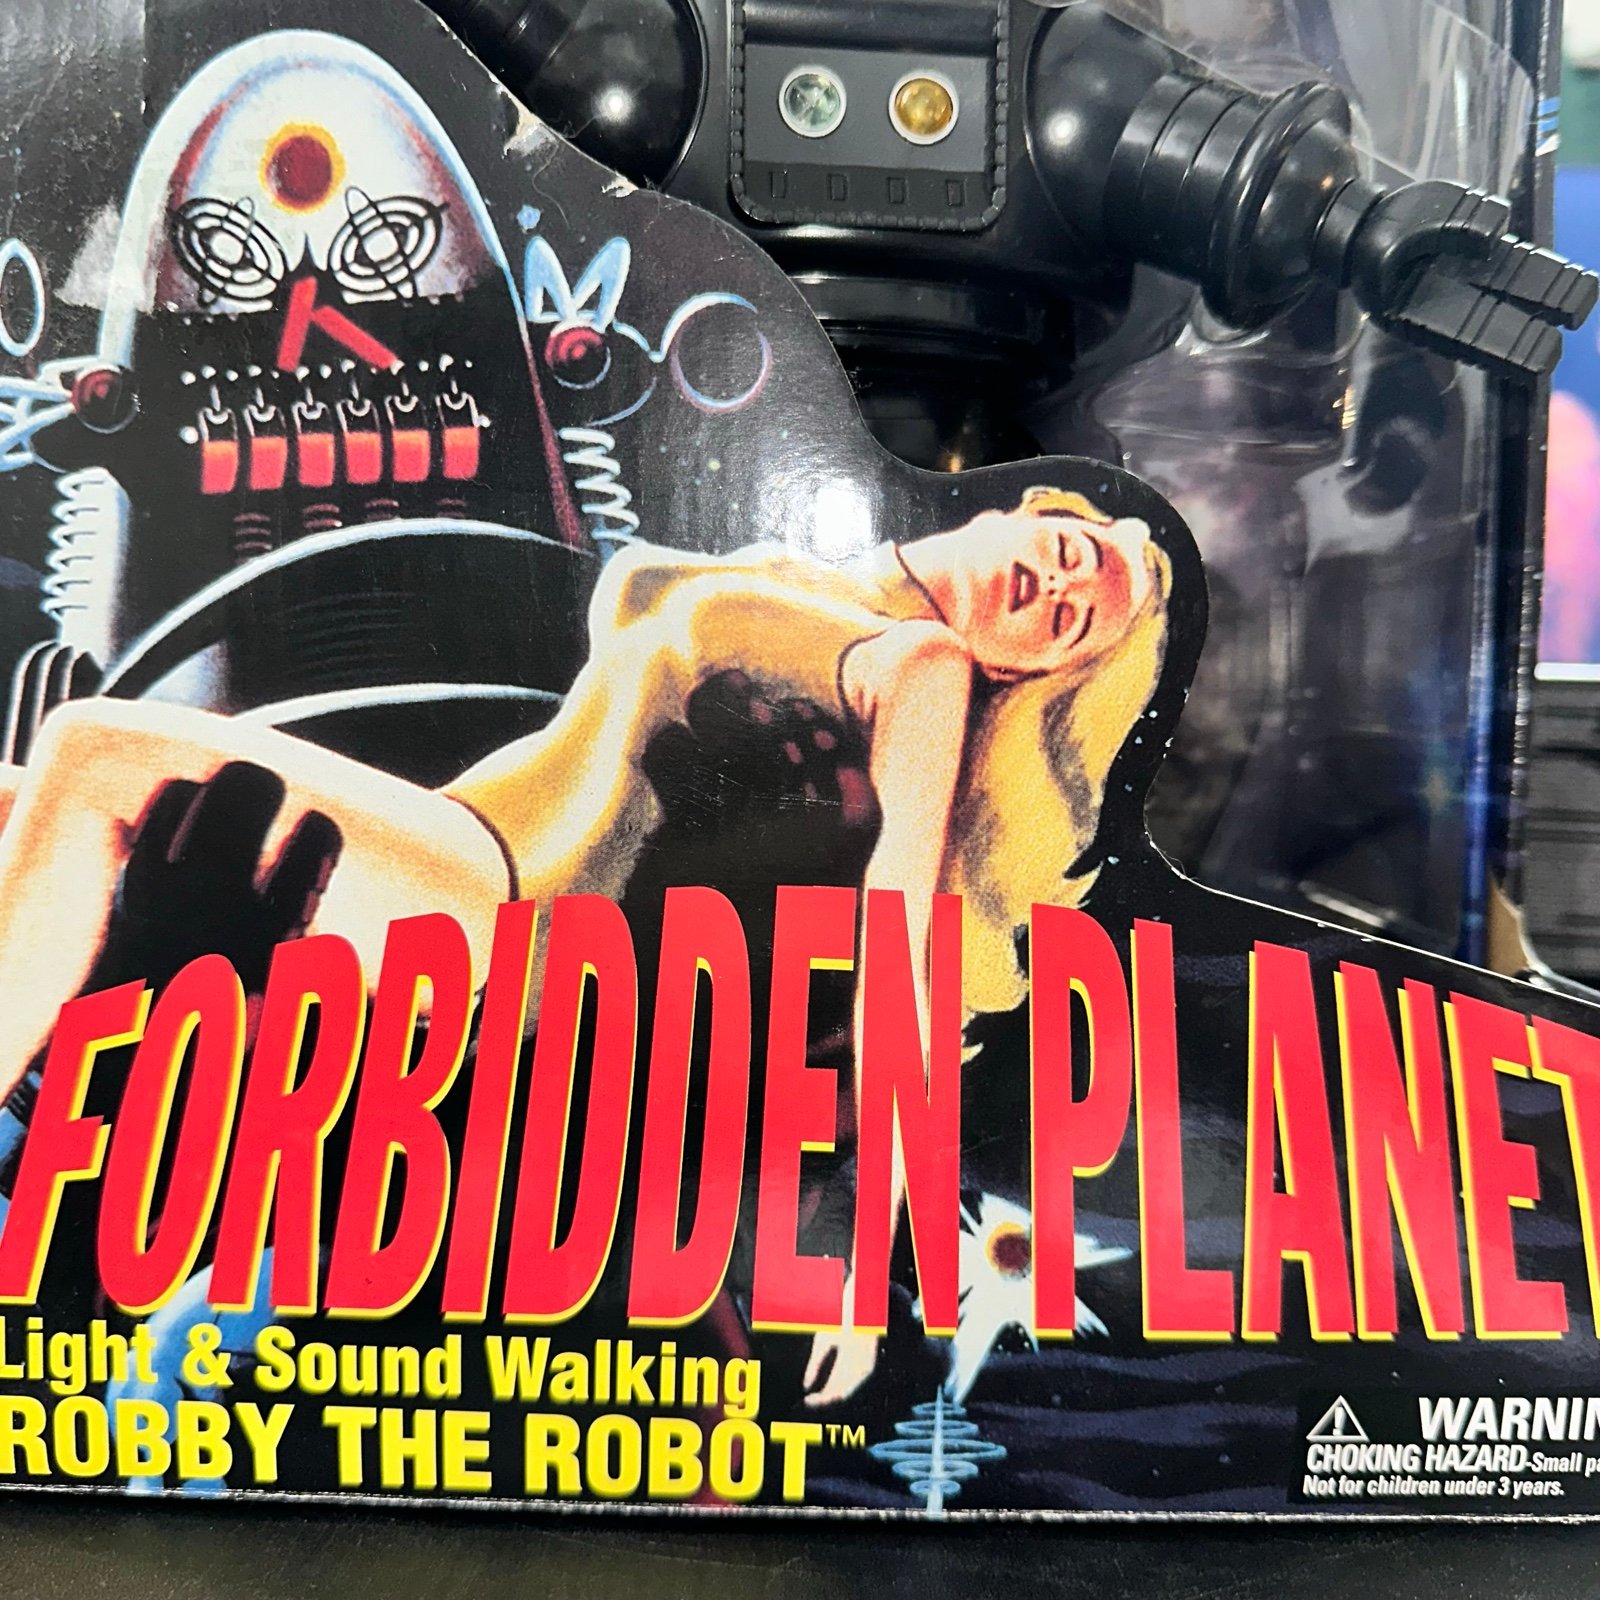 FORBIDDEN PLANET
Light & Sound Walking
ROBBY THE ROBOT™
WARNIN
CHOKING HAZARD-Small pa
Not for children under 3 years.